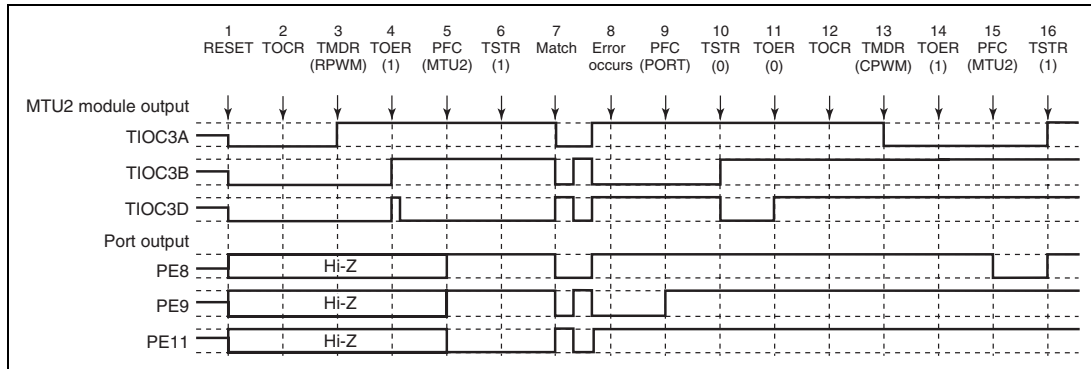 1 2 3 4 5 6 7 8 9 10 11 12 13 14 15 16
RESET TOCR TMDR TOER PFC TSTR Match Error PFC TSTR TOER TOCR TMDR TOER PFC TSTR
(RPWM) (1) (MTU2) (1) occurs (PORT) (0) (0) (CPWM) (1) (MTU2) (1)
MTU2 module output
TIOC3A
TIOC3B
TIOC3D
Port output
PE8 Hi-Z
PE9 Hi-Z
PE11 Hi-Z